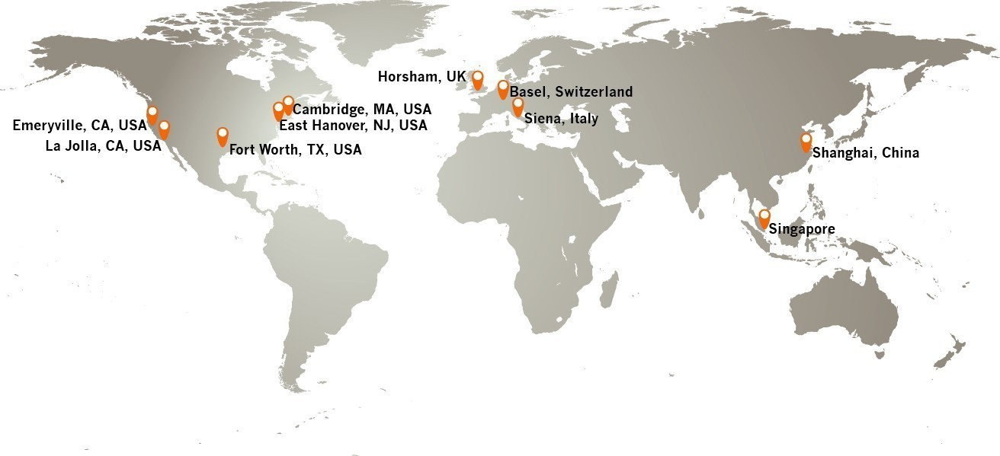 Horsham, UK
Basel, Switzerland
Cambridge, MA, USA
Siena, Italy
Emeryville, CA, USA
East Hanover, NJ, USA
La Jolla, CA, USA
Fort Worth, TX, USA
Shanghai, China
Singapore